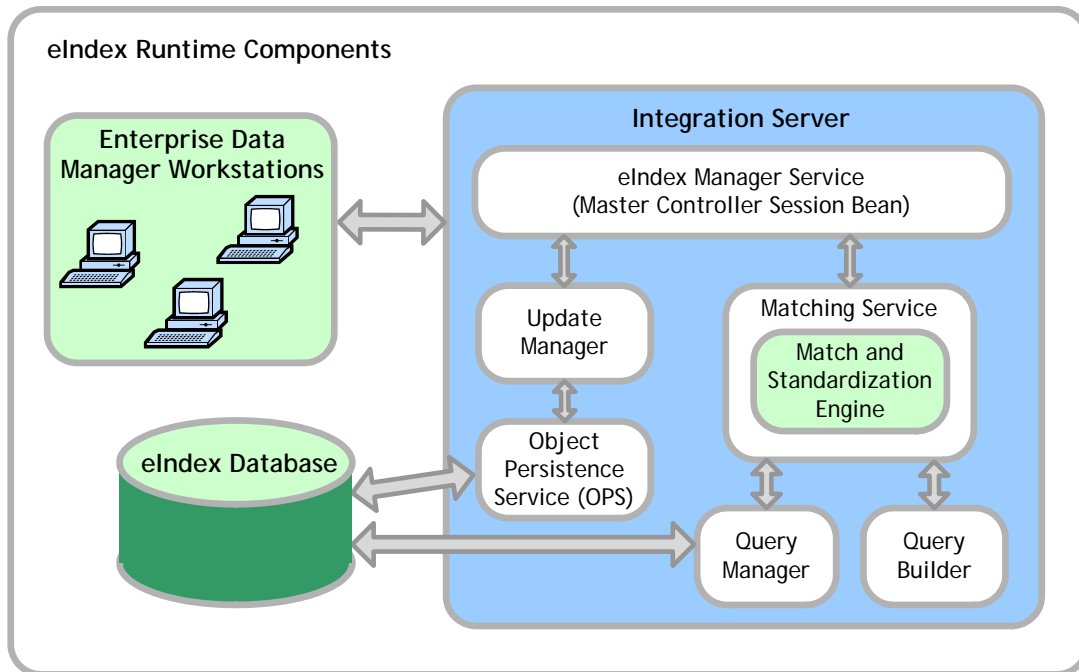 eIndex Runtime Components
Enterprise Data
Manager Workstations
Integration Server
eIndex Manager Service
(Master Controller Session Bean)
Update
Manager
Matching Service
Match and
Standardization
Engine
eIndex Database
Object
Persistence
Service (OPS)
Query
Manager
Query
Builder